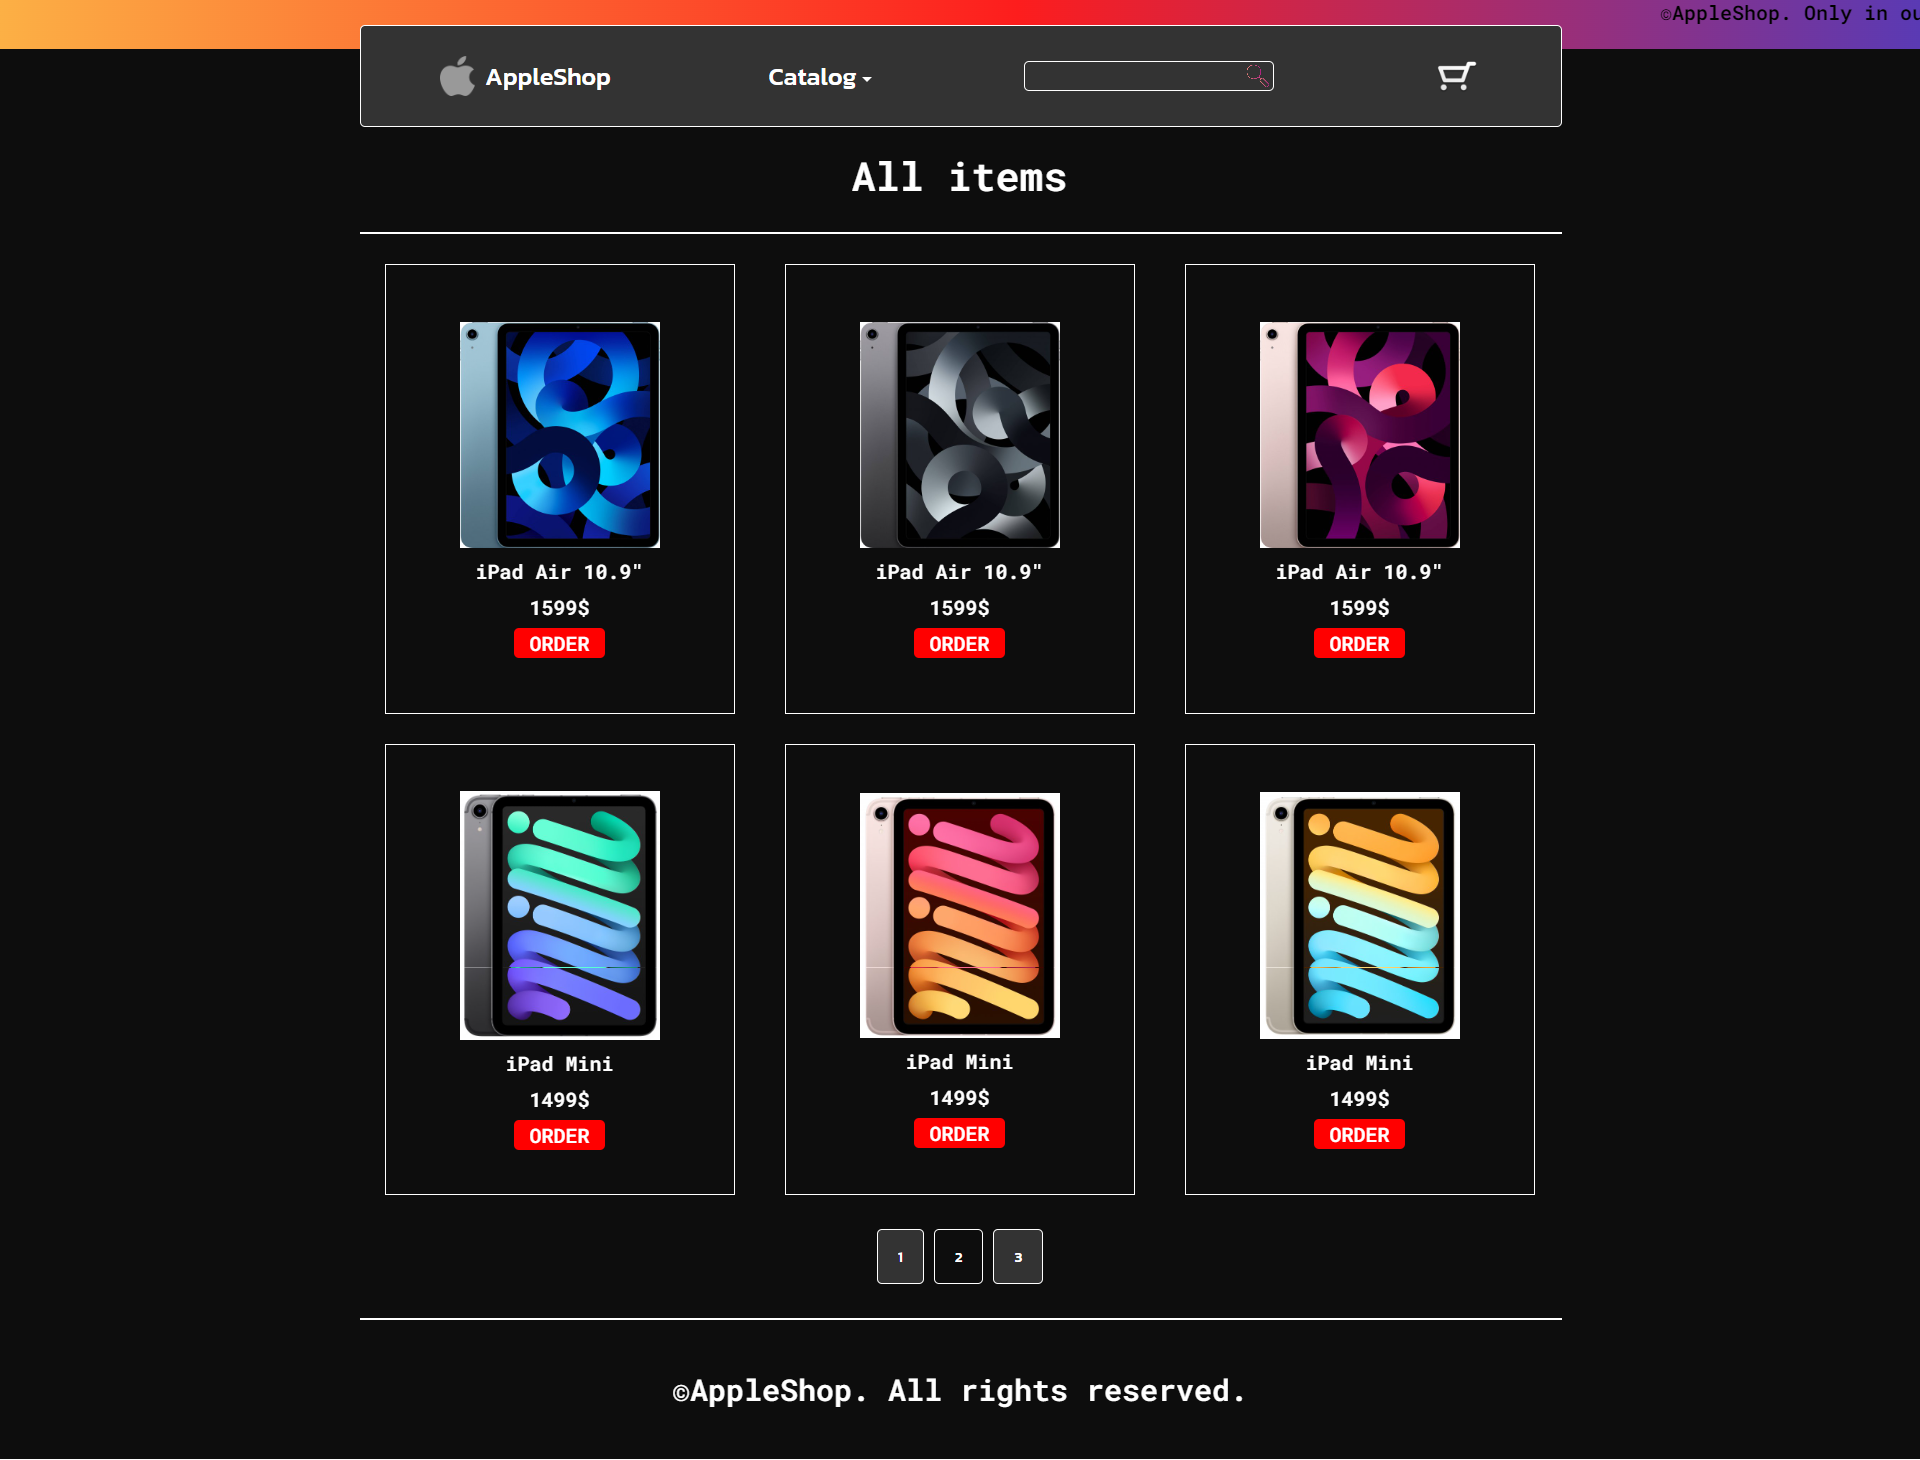 ©AppleShop. Only in
AppleShop
Catalog
All items
iPad Air 10.9"
1599$
ORDER
iPad Air 10.9"
1599$
ORDER
iPad Air 10.9"
1599$
ORDER
iPad Mini
1499$
ORDER
iPad Mini
1499$
ORDER
iPad Mini
1499$
ORDER
1
2
3
©AppleShop. All rights reserved.